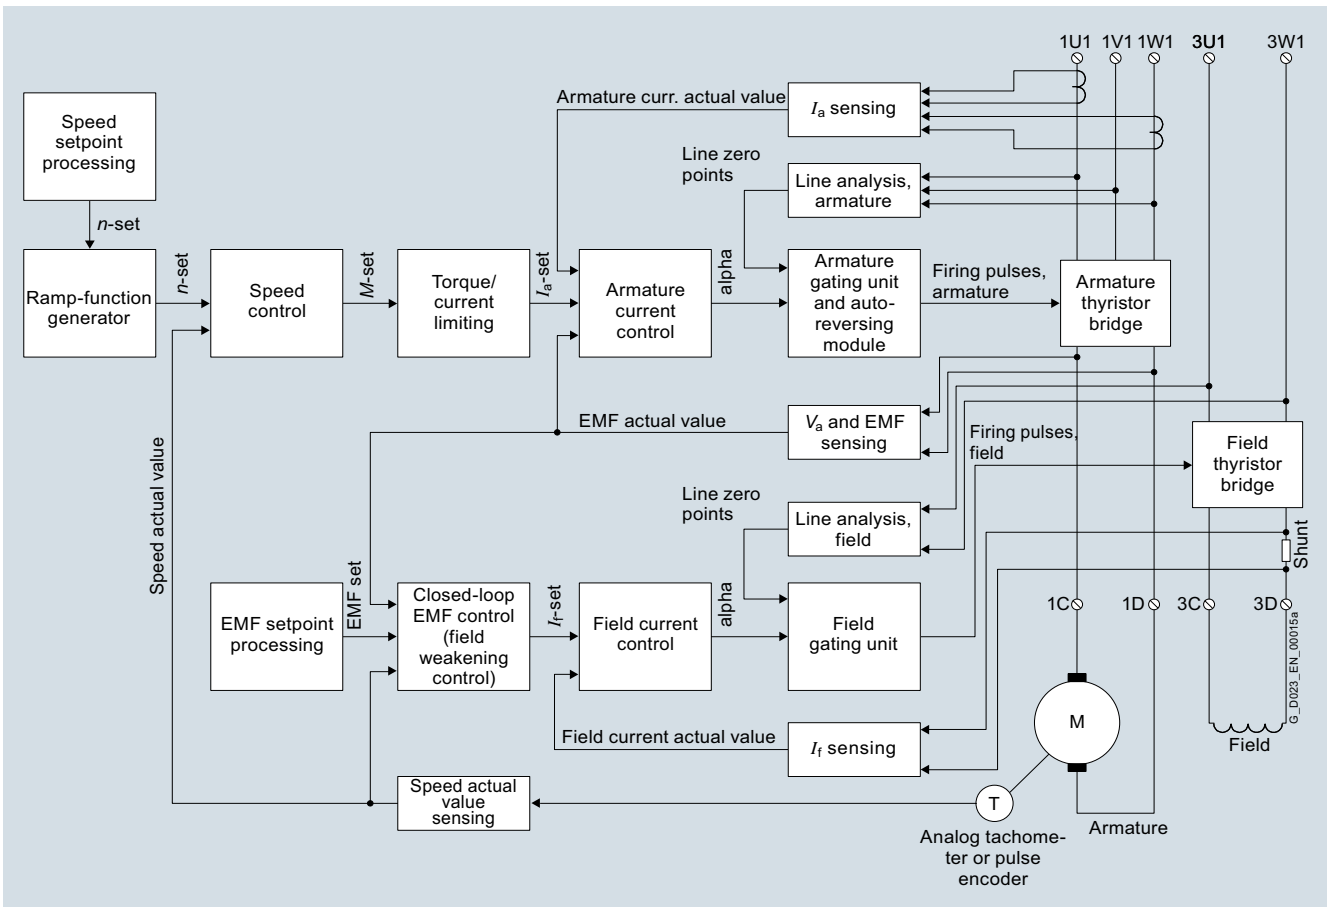 1U1 1V1 1W1 3U1 3W1
Armature curr. actual value
I a sensing
Speed
setpoint
processing
Line zero
points
Line analysis,
armature
n-set
Ramp-function
generator
n-set
Speed
control
M-set
Torque/
current
limiting
Ia-set
Armature
current
control
alpha
Armature
gating unit
and auto-
reversing
module
Firing pulses,
armature
Armature
thyristor
bridge
EMF actual value
Va and EMF
sensing
Firing pulses,
field
Field
thyristor
bridge
Speed actual value
Line zero
points
Line analysis,
field
Shunt
EMF setpoint
processing
EMF set
Closed-loop
EMF control
(field
weakening
control)
If-set
Field current
control
alpha
Field
gating unit
1C 1D 3C 3D
G_D023_EN_00015a
M
Field
Field current actual value
If sensing
Speed actual
value
sensing
T
Analog tachome-
ter or pulse
encoder
Armature